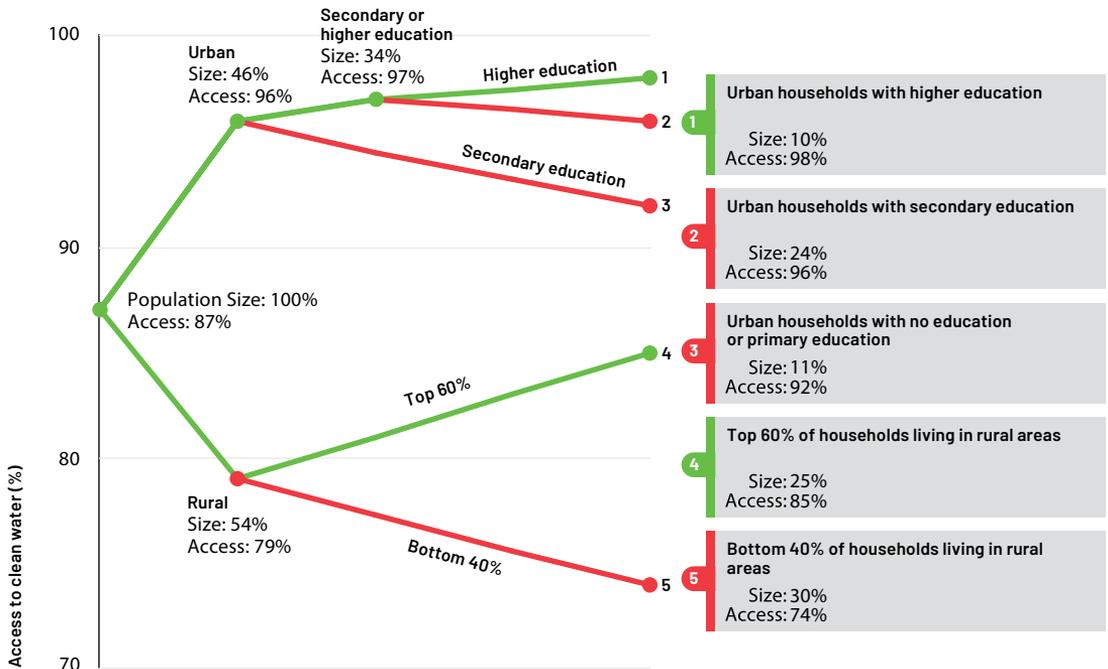 Access to clean water (%)
100
90
80
70
Population Size: 100%
Access: 87%
Urban
Size: 46%
Access: 96%
Secondary or
higher education
Size: 34%
Access: 97%
Higher education
Secondary education
Rural
Size: 54%
Access: 79%
Top 60%
Bottom 40%
1
2
3
4
5
1
Urban households with higher education
Size: 10%
Access: 98%
2
Urban households with secondary education
Size: 24%
Access: 96%
3
Urban households with no education
or primary education
Size: 11%
Access: 92%
4
Top 60% of households living in rural areas
Size: 25%
Access: 85%
5
Bottom 40% of households living in rural
areas
Size: 30%
Access: 74%